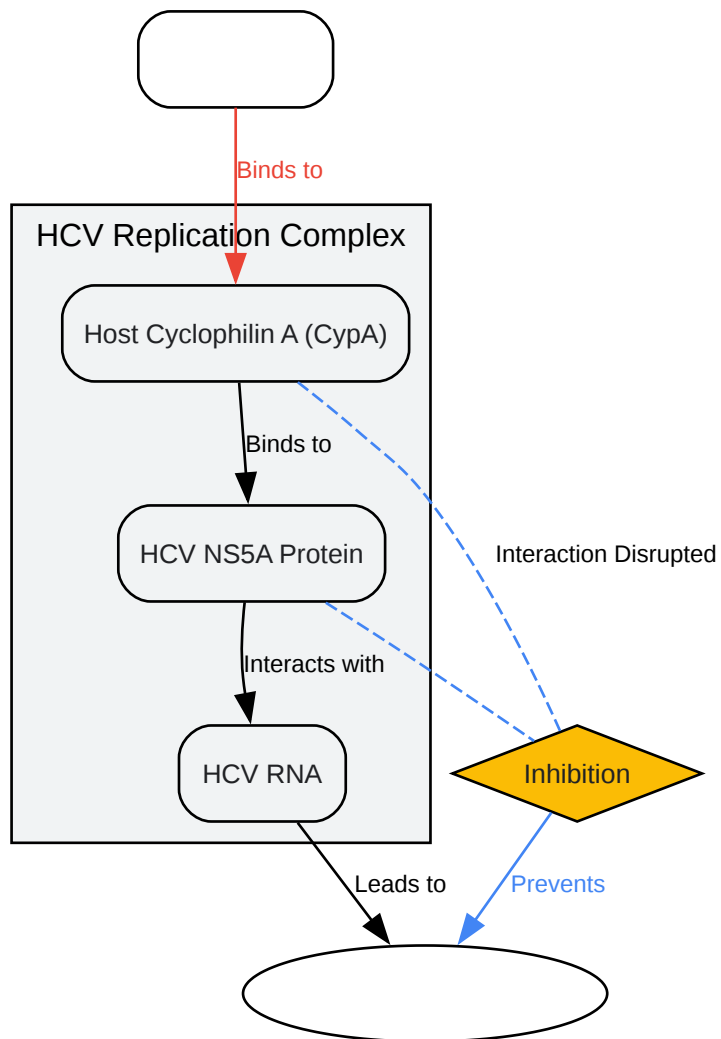 Binds to
HCV Replication Complex
Host Cyclophilin A (CypA)
Binds to
HCV NS5A Protein
Interaction Disrupted
Interacts with
HCV RNA
Inhibition
Leads to
Prevents